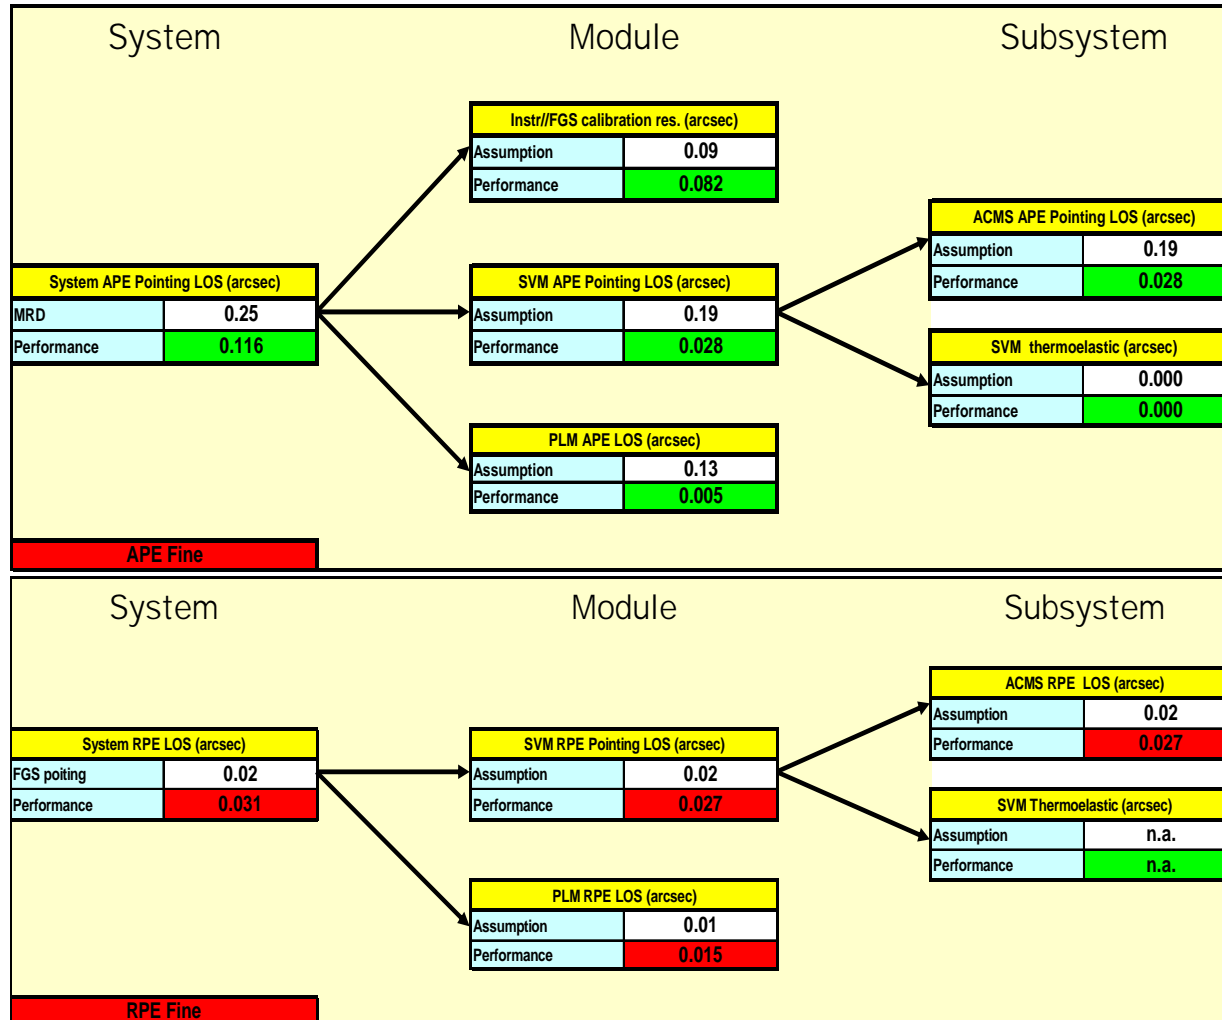 System Module Subsystem
Instr//FGS calibration res. (arcsec)
Assumption 0.09
Performance 0.082
ACMS APE Pointing LOS (arcsec)
Assumption 0.19
Performance 0.028
System APE Pointing LOS (arcsec)
MRD 0.25
Performance 0.116
SVM APE Pointing LOS (arcsec)
Assumption 0.19
Performance 0.028
SVM thermoelastic (arcsec)
Assumption 0.000
Performance 0.000
PLM APE LOS (arcsec)
Assumption 0.13
Performance 0.005
APE Fine
System Module Subsystem
ACMS RPE LOS (arcsec)
Assumption 0.02
Performance 0.027
System RPE LOS (arcsec)
FGS poiting 0.02
Performance 0.031
SVM RPE Pointing LOS (arcsec)
Assumption 0.02
Performance 0.027
SVM Thermoelastic (arcsec)
Assumption n.a.
Performance n.a.
PLM RPE LOS (arcsec)
Assumption 0.01
Performance 0.015
RPE Fine